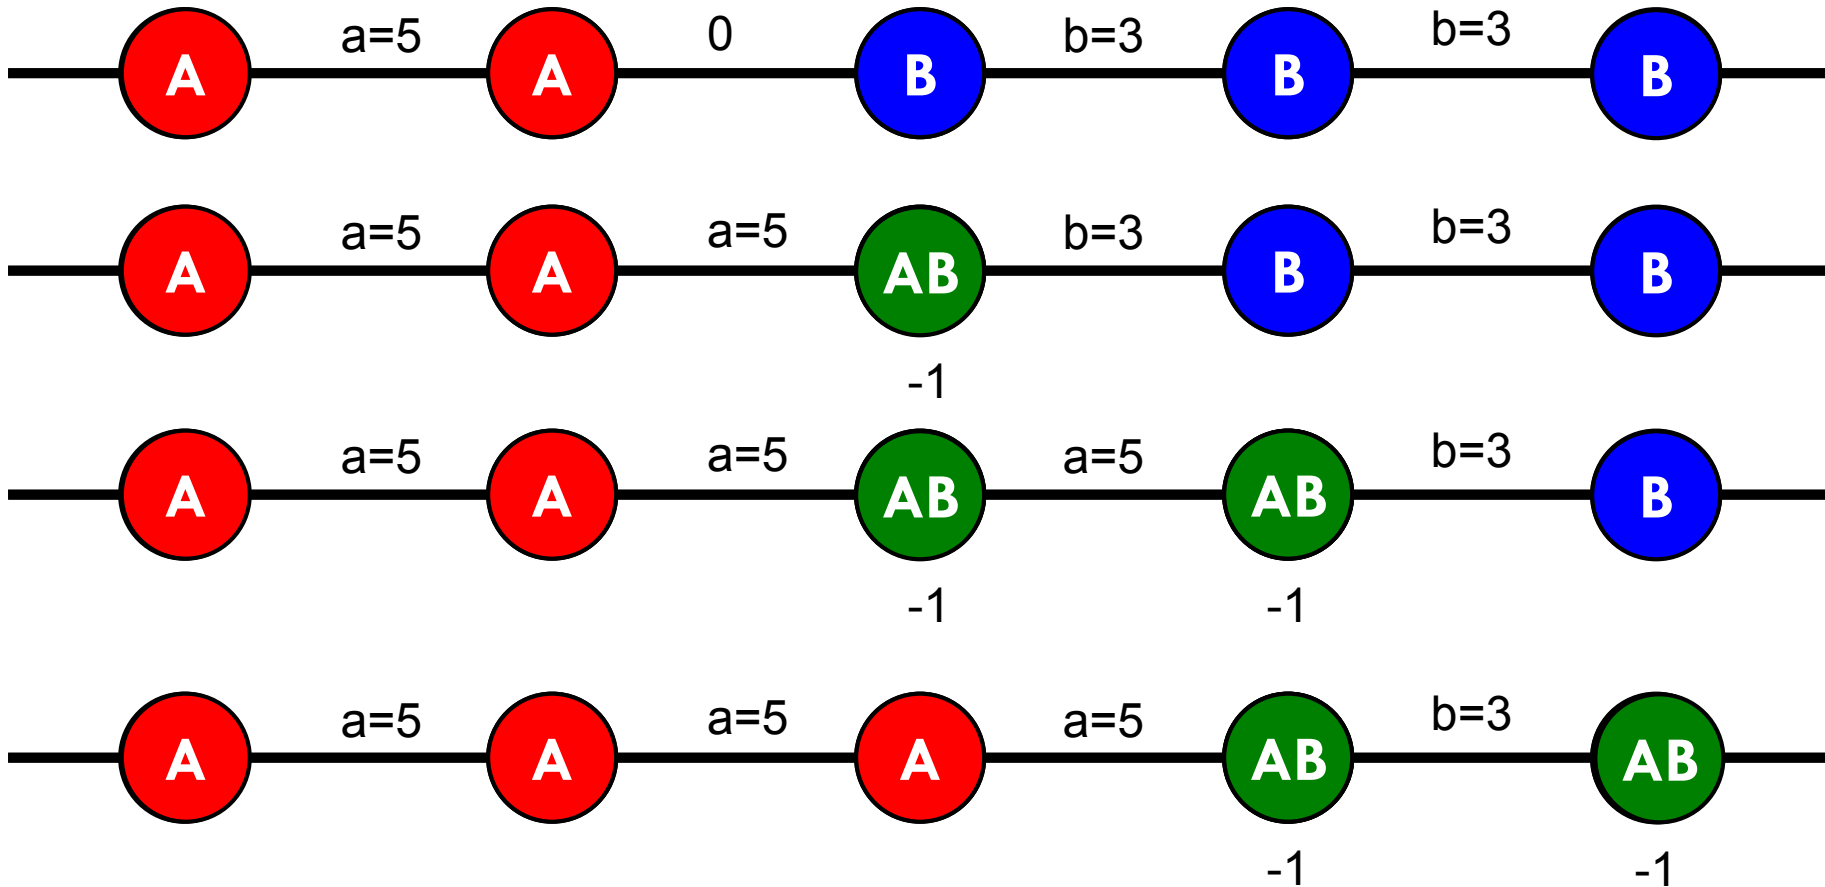 a=5 0 b=3 b=3
A A B B B
a=5 a=5 b=3 b=3
A A AB B B
-1
a=5 a=5 a=5 b=3
A A AB AB B
-1 -1
a=5 a=5 a=5 b=3
A A A AB AB
-1 -1